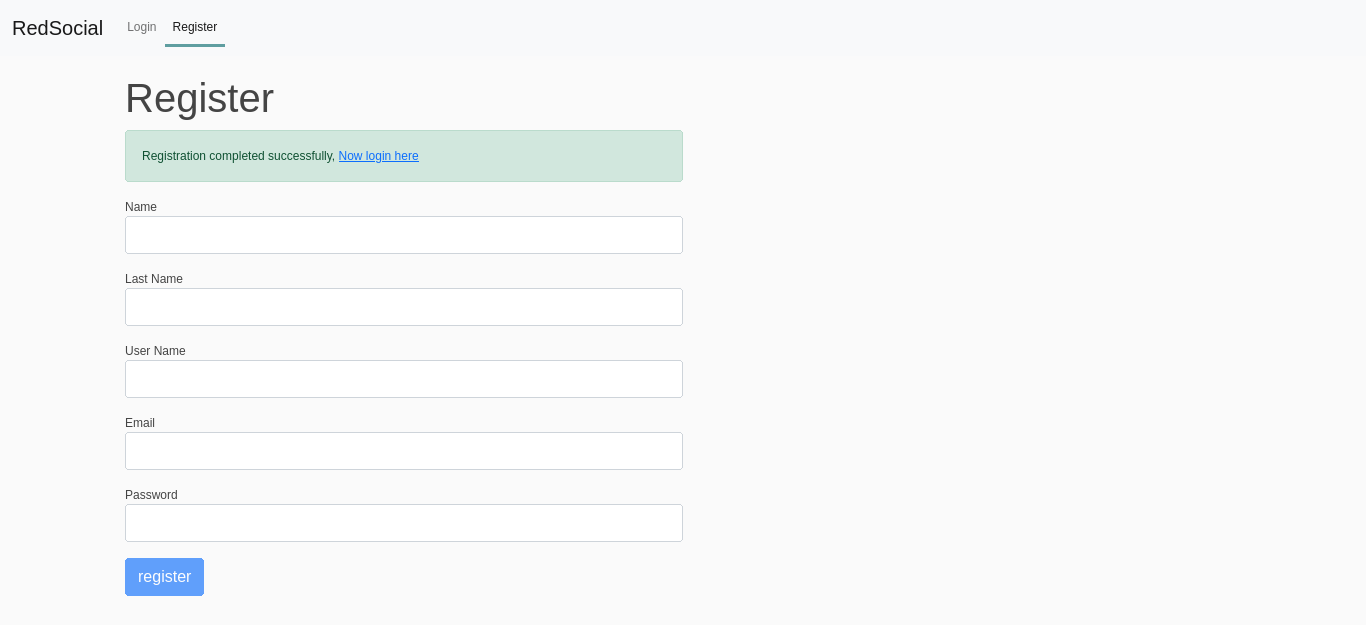 RedSocial Login Register
Register
Registration completed successfully, Now login here
Name
Last Name
User Name
Email
Password
register